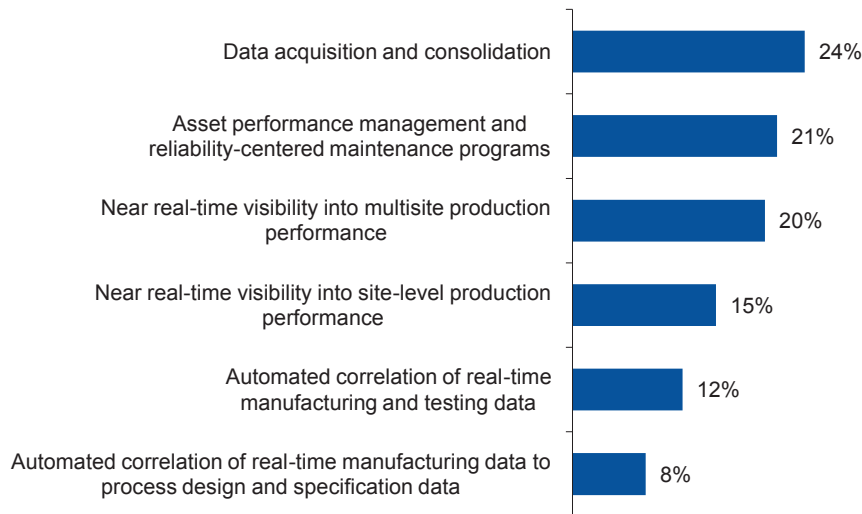 Data acquisition and consolidation
24%
Asset performance management and
reliability-centered maintenance programs
21%
Near real-time visibility into multisite production
performance
20%
Near real-time visibility into site-level production
performance
15%
Automated correlation of real-time
manufacturing and testing data
12%
Automated correlation of real-time manufacturing data to
process design and specification data
8%